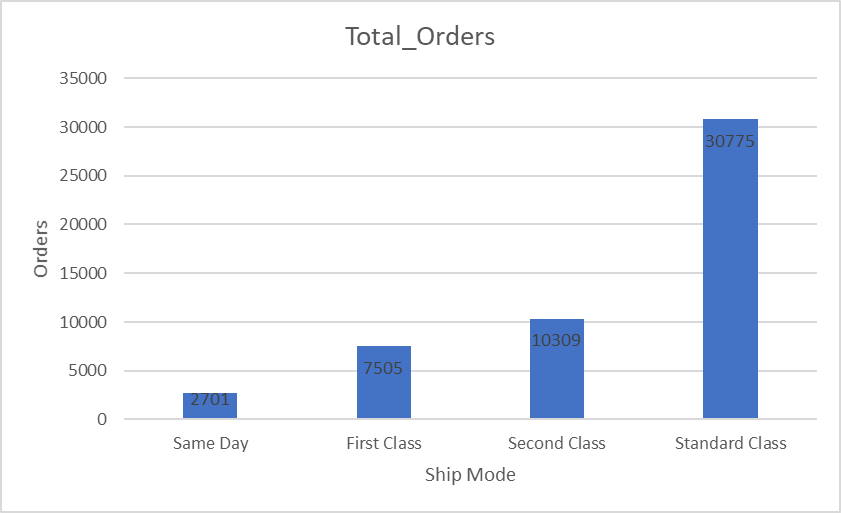 Total_Orders
35000
30000
25000
20000
15000
10000
5000
0
Orders
2701
7505
10309
30775
Same Day
First Class
Second Class
Standard Class
Ship Mode